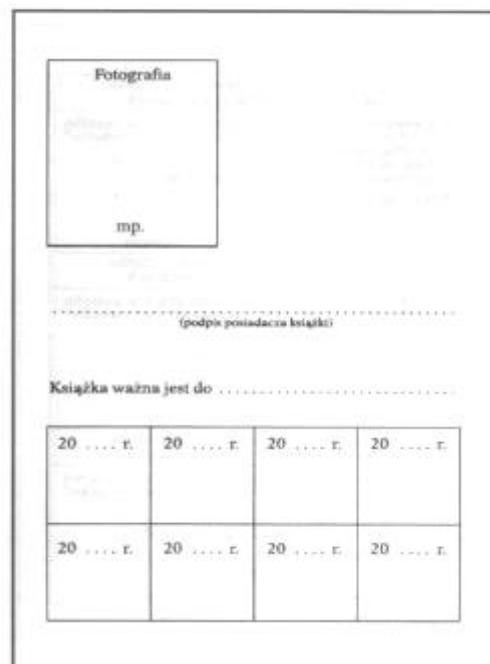 Fotografia
mp.
(podpis posiadacza książki)
Książka ważna jest do . . . . . . . . . . . . . . . . . . . . . . . . . . . . .
20 .... r. 20 .... r. 20 .... r. 20 .... r.
20 .... r. 20 .... r. 20 .... r. 20 .... r.